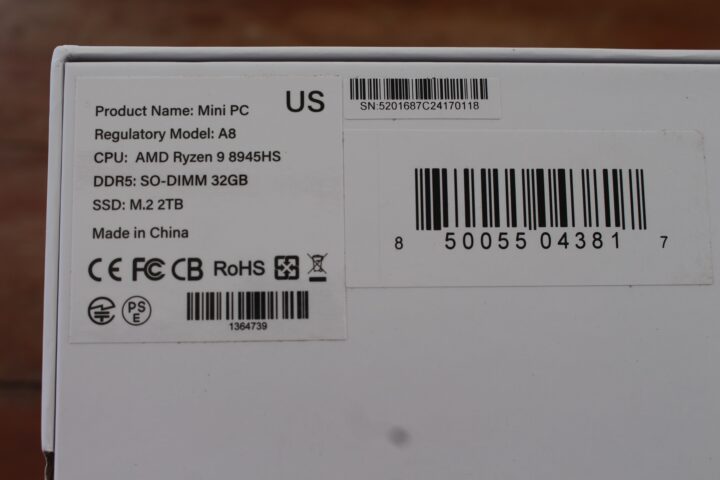 Product Name: Mini PC
US
Regulatory Model: A8
CPU: AMD Ryzen 9 8945HS
DDR5: SO-DIMM 32GB
SSD: M.2 2TB
Made in China
CE FC CB RoHS
PS
E
1364739
SN:5201687C24170118
8 50055 04381 7